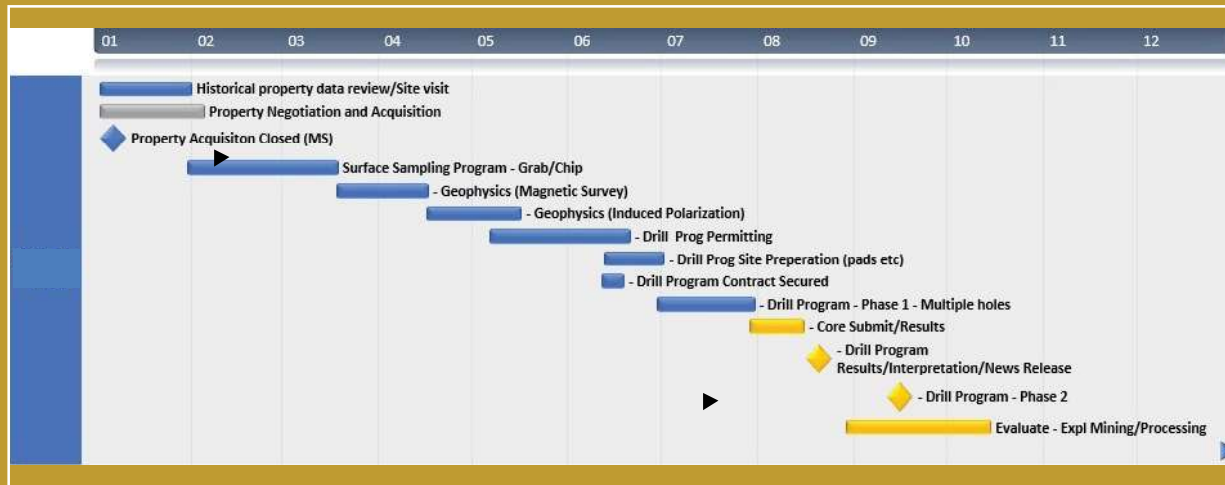 01 02 03 04 05 06 07 08 09 10 11 12
Historical property data review/Site visit
Property Negotiation and Acquisition
Property Acquisiton Closed (MS)
Surface Sampling Program - Grab/Chip
- Geophysics (Magnetic Survey)
- Geophysics (Induced Polarization)
- Drill Prog Permitting
- Drill Prog Site Preperation (pads etc)
- Drill Program Contract Secured
- Drill Program - Phase 1 - Multiple holes
- Core Submit/Results
- Drill Program
Results/Interpretation/News Release
- Drill Program - Phase 2
Evaluate - Expl Mining/Processing